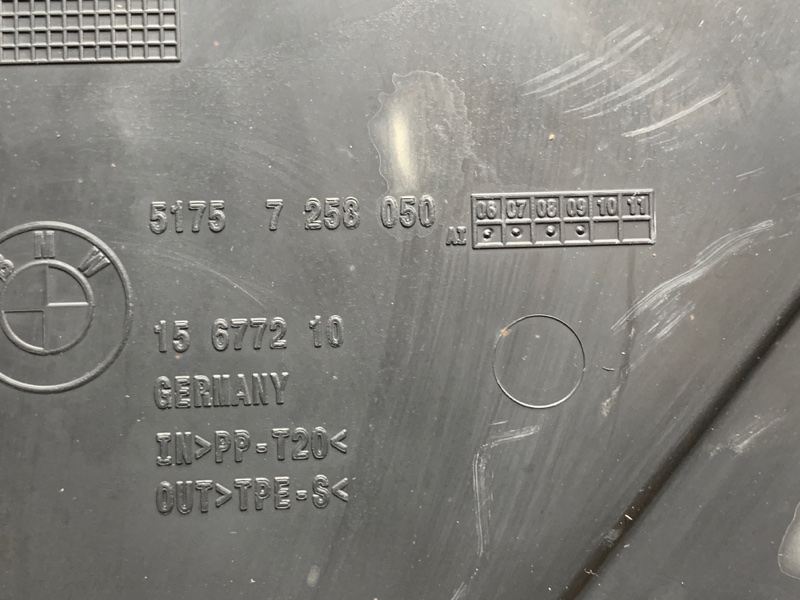 5175 7 258 050
AI 06 07 08 09 10 11
BMW
15 6772 10
GERMANY
IN>PP-T20<
OUT>TPE-S<